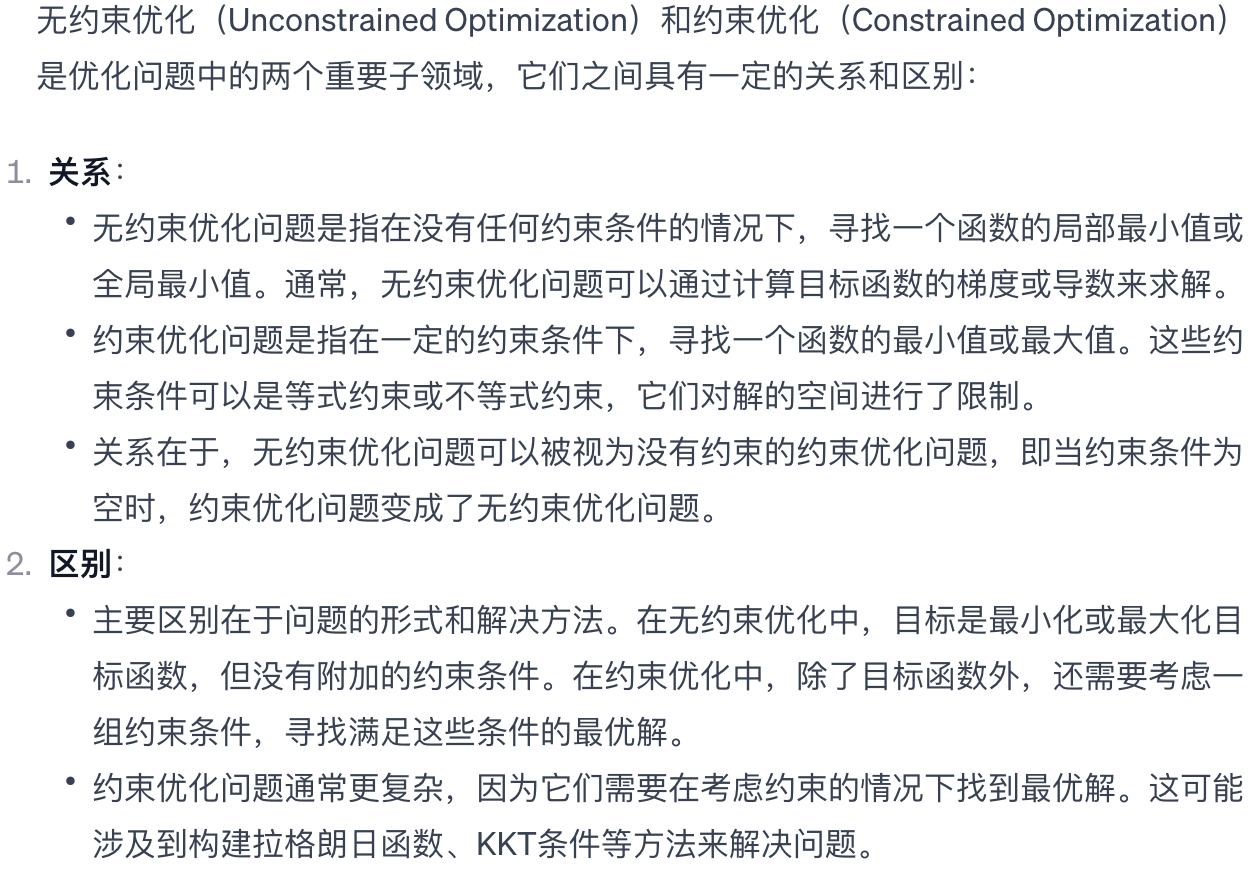 无约束优化（Unconstrained Optimization）和约束优化（Constrained Optimization）
是优化问题中的两个重要子领域，它们之间具有一定的关系和区别：
1. 关系：
• 无约束优化问题是指在没有任何约束条件的情况下，寻找一个函数的局部最小值或
全局最小值。通常，无约束优化问题可以通过计算目标函数的梯度或导数来求解。
• 约束优化问题是指在一定的约束条件下，寻找一个函数的最小值或最大值。这些约
束条件可以是等式约束或不等式约束，它们对解的空间进行了限制。
• 关系在于，无约束优化问题可以被视为没有约束的约束优化问题，即当约束条件为
空时，约束优化问题变成了无约束优化问题。
2. 区别：
• 主要区别在于问题的形式和解决方法。在无约束优化中，目标是最小化或最大化目
标函数，但没有附加的约束条件。在约束优化中，除了目标函数外，还需要考虑一
组约束条件，寻找满足这些条件的最优解。
• 约束优化问题通常更复杂，因为它们需要在考虑约束的情况下找到最优解。这可能
涉及到构建拉格朗日函数、KKT条件等方法来解决问题。